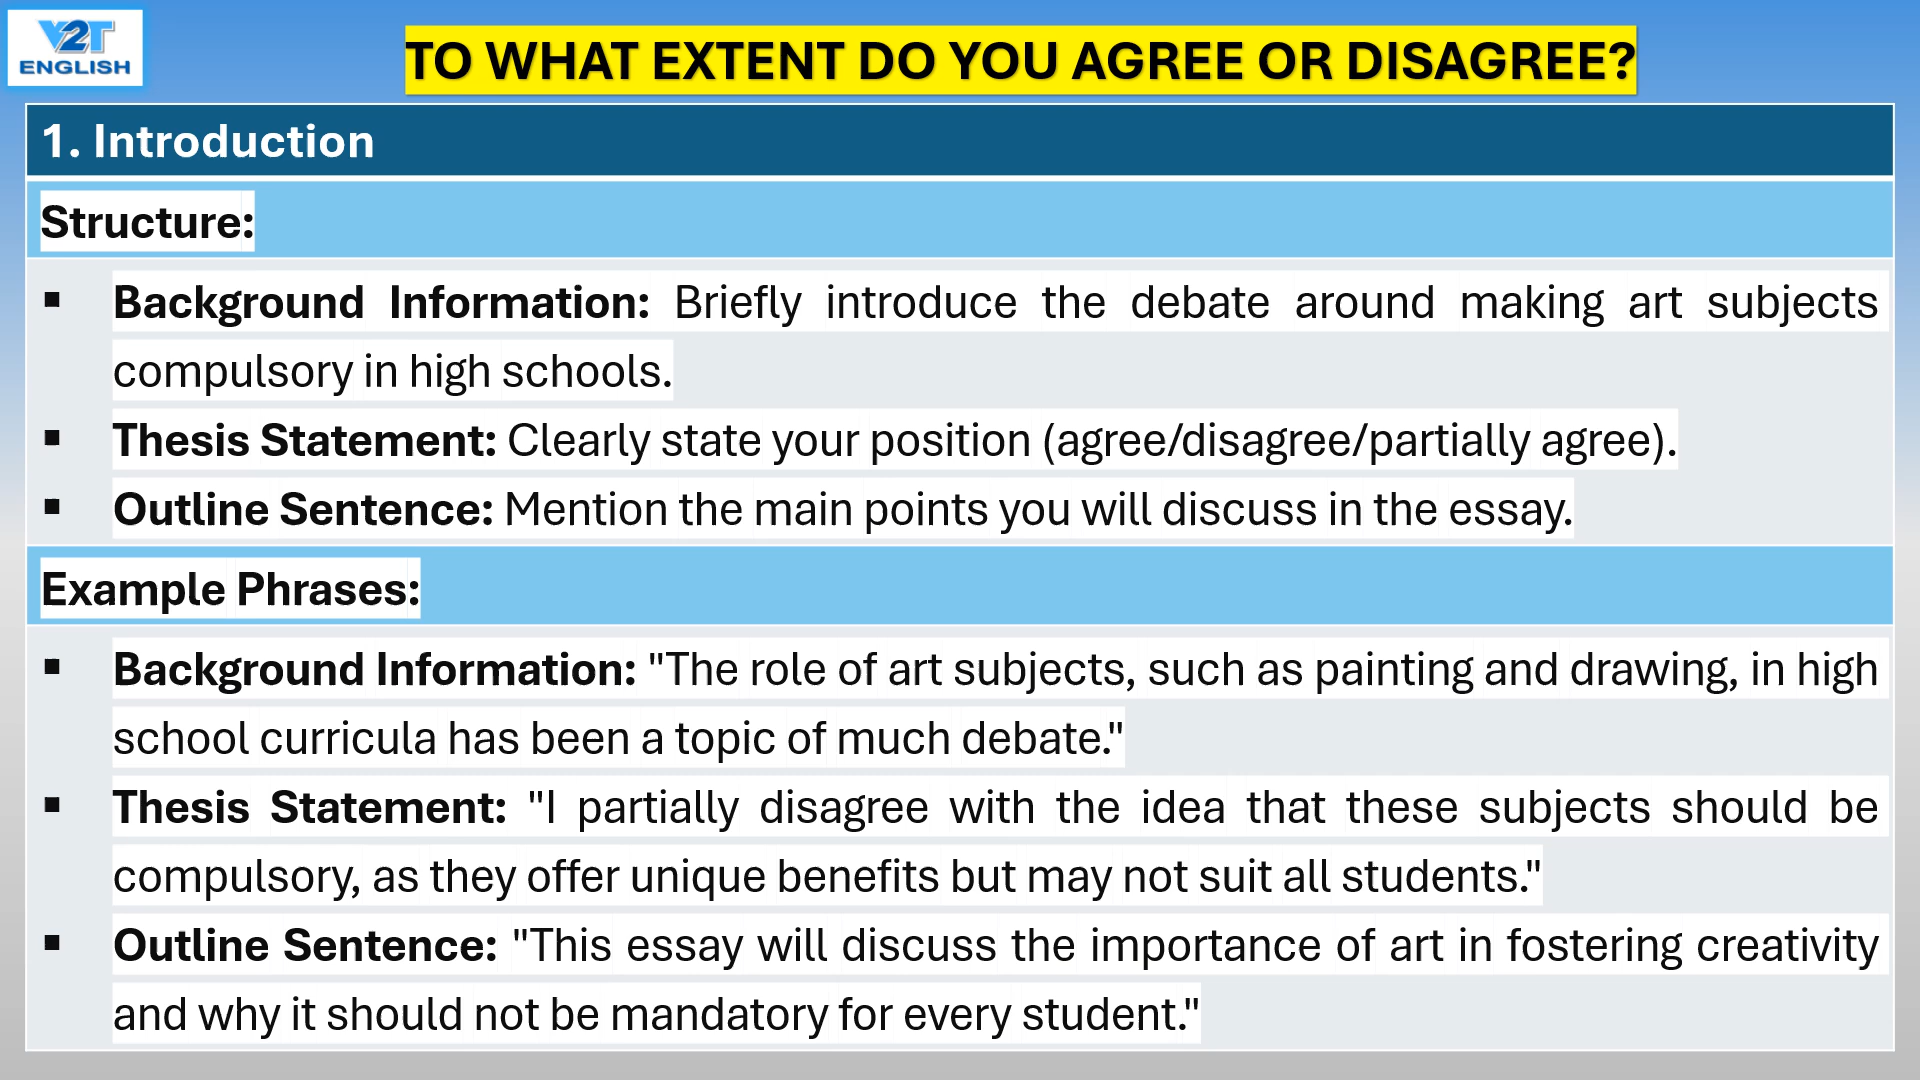 V2T
ENGLISH
TO WHAT EXTENT DO YOU AGREE OR DISAGREE?
1. Introduction
Structure:
▪ Background Information: Briefly introduce the debate around making art subjects
compulsory in high schools.
▪ Thesis Statement: Clearly state your position (agree/disagree/partially agree).
▪ Outline Sentence: Mention the main points you will discuss in the essay.
Example Phrases:
▪ Background Information: "The role of art subjects, such as painting and drawing, in high
school curricula has been a topic of much debate."
▪ Thesis Statement: "I partially disagree with the idea that these subjects should be
compulsory, as they offer unique benefits but may not suit all students."
▪ Outline Sentence: "This essay will discuss the importance of art in fostering creativity
and why it should not be mandatory for every student."